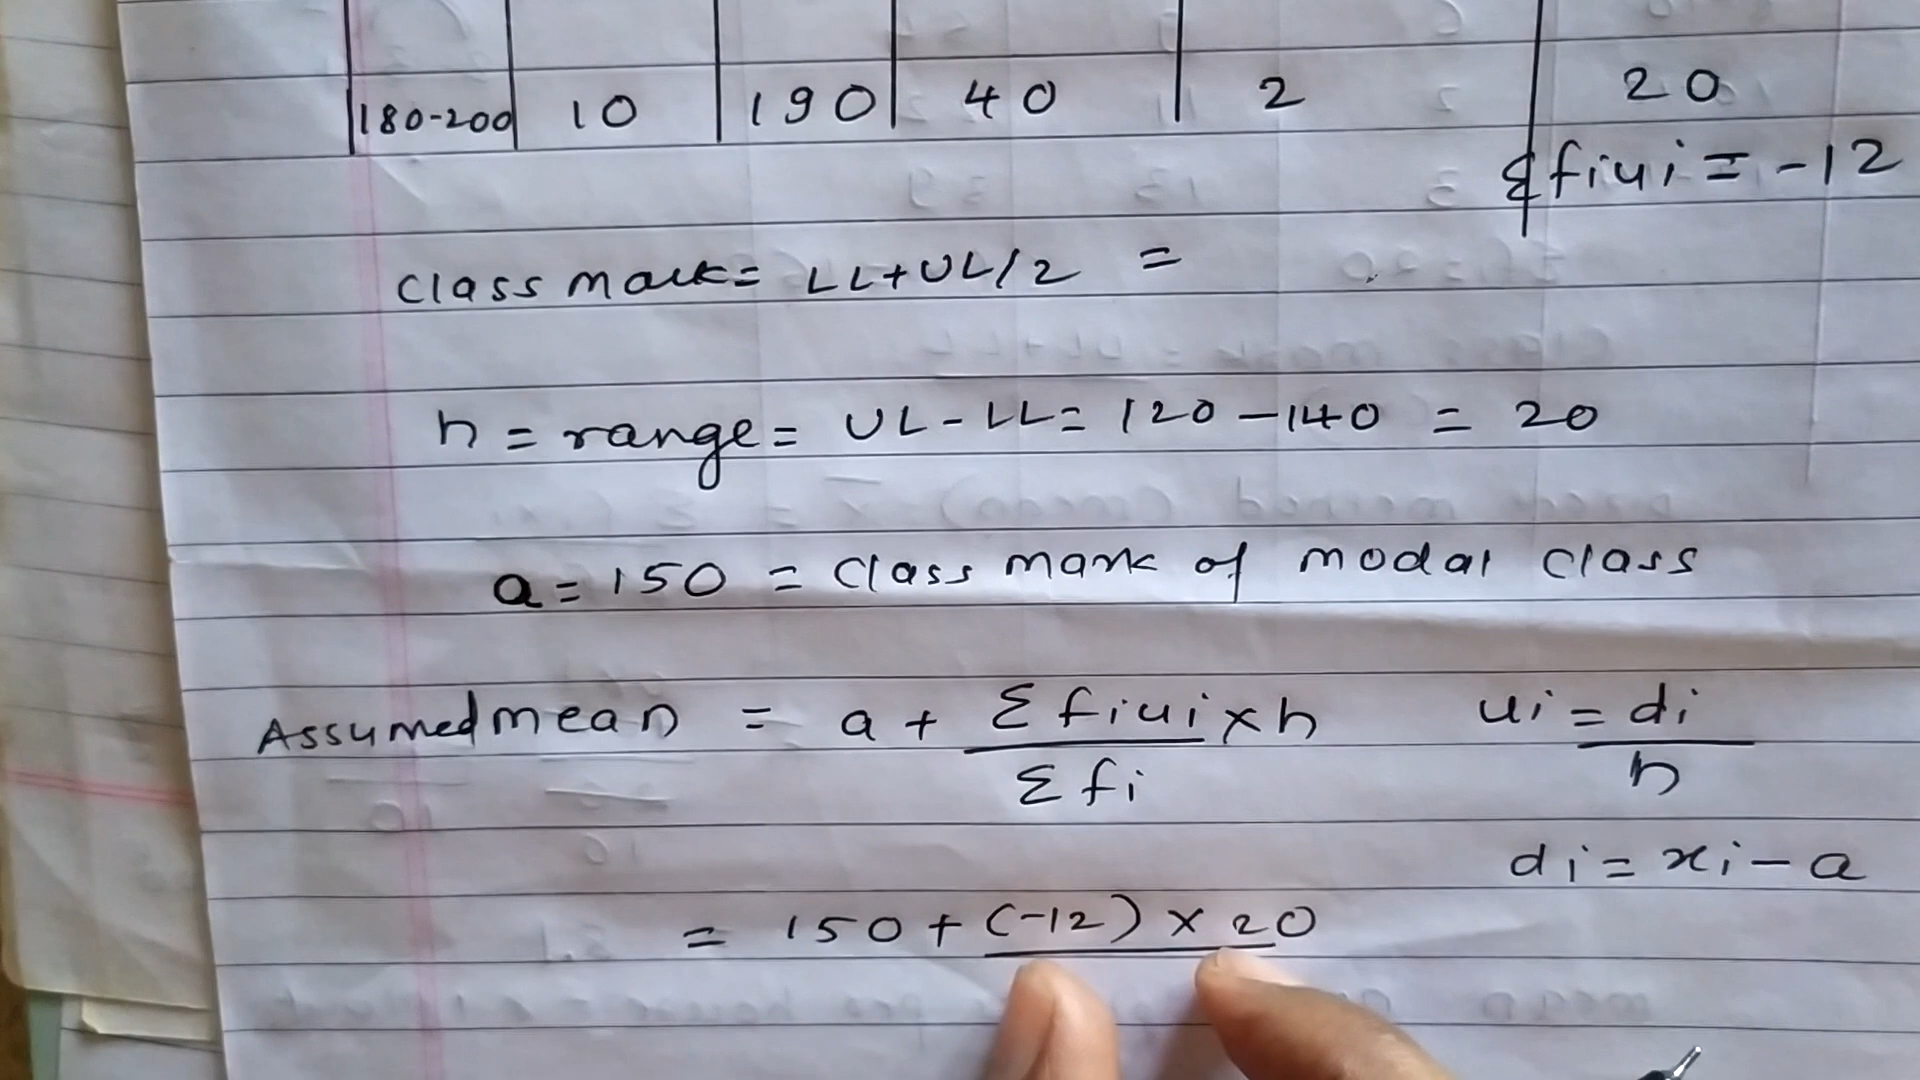 180-200 10 190 40 2 20
Σfiui = -12
class mark = LL+UL/2 =
h = range = UL - LL = 120 - 140 = 20
a = 150 = Class mark of modal class
Assumed mean = a + Σfiui × h ui = di
Σfi h
di = xi - a
= 150 + (-12) × 20